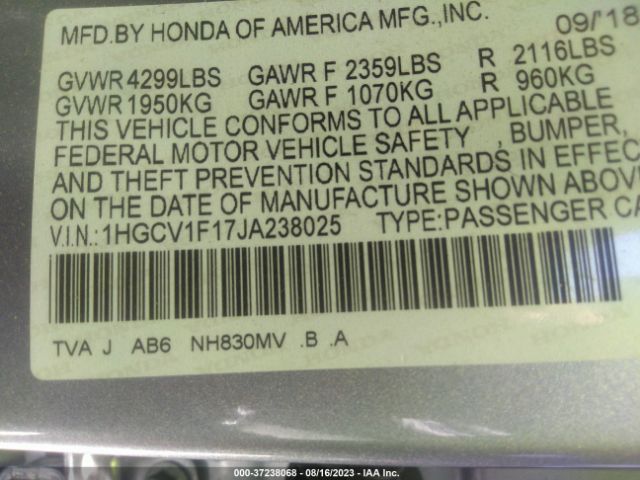 MFD.BY HONDA OF AMERICA MFG.,INC. 09/'18
GVWR 4299LBS GAWR F 2359LBS R 2116LBS
GVWR 1950KG GAWR F 1070KG R 960KG
THIS VEHICLE CONFORMS TO ALL APPLICABLE
FEDERAL MOTOR VEHICLE SAFETY , BUMPER,
AND THEFT PREVENTION STANDARDS IN EFFEC
ON THE DATE OF MANUFACTURE SHOWN ABOV
V.I.N.:1HGCV1F17JA238025 TYPE:PASSENGER CA
TVA J AB6 NH830MV .B .A
000-37238068 - 08/16/2023 - IAA Inc.